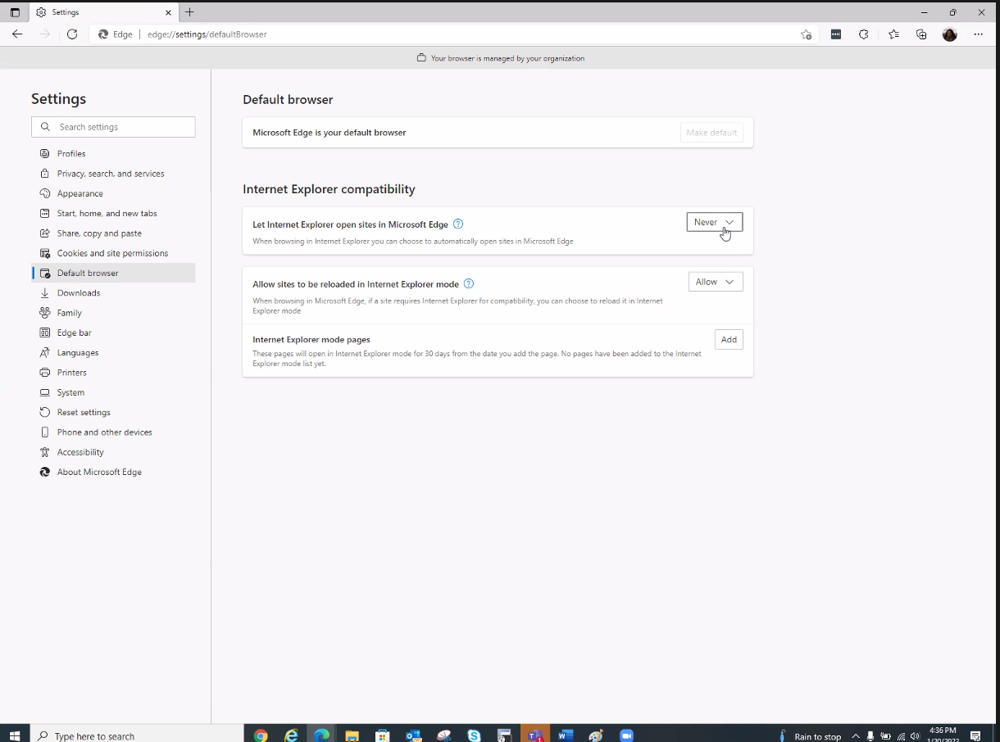 Settings
Edge
edge://settings/defaultBrowser
Your browser is managed by your organization
Settings
Search settings
Profiles
Privacy, search, and services
Appearance
Start, home, and new tabs
Share, copy and paste
Cookies and site permissions
Default browser
Downloads
Family
Edge bar
Languages
Printers
System
Reset settings
Phone and other devices
Accessibility
About Microsoft Edge
Default browser
Microsoft Edge is your default browser
Make default
Internet Explorer compatibility
Let Internet Explorer open sites in Microsoft Edge
Never
When browsing in Internet Explorer you can choose to automatically open sites in Microsoft Edge
Allow sites to be reloaded in Internet Explorer mode
Allow
When browsing in Microsoft Edge, if a site requires Internet Explorer for compatibility, you can choose to reload it in Internet
Explorer mode
Internet Explorer mode pages
Add
These pages will open in Internet Explorer mode for 30 days from the date you add the page. No pages have been added to the Internet
Explorer mode list yet.
Type here to search
Rain to stop
4:36 PM
1/20/2022